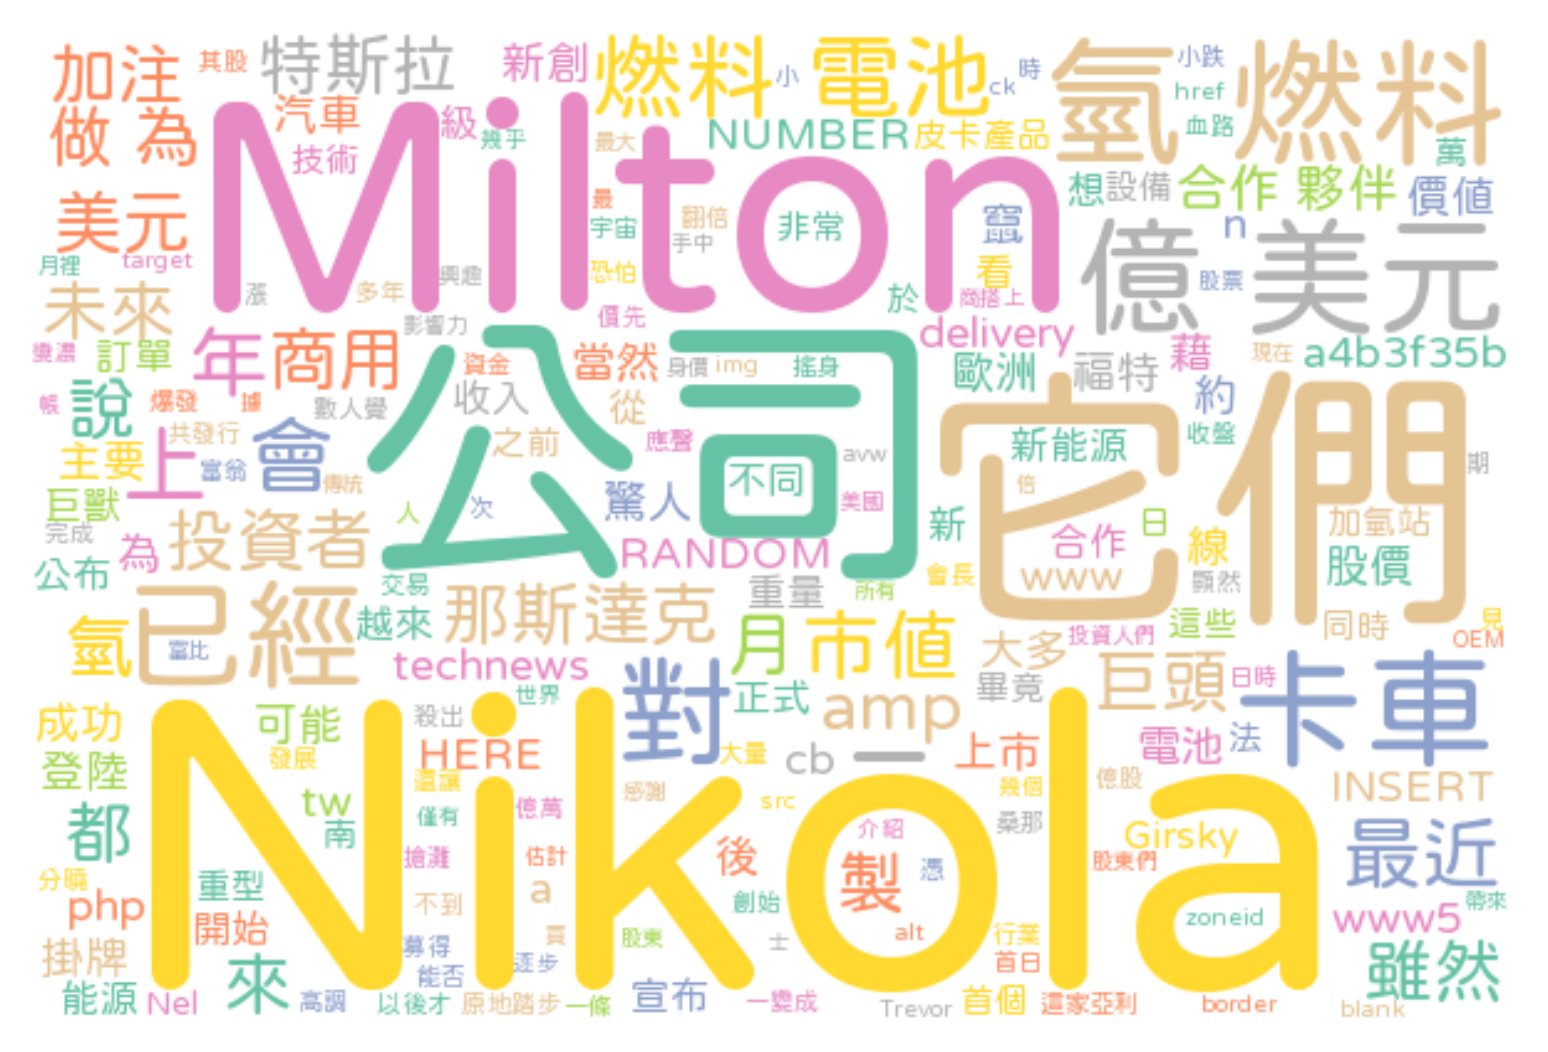 加注 其股 特斯拉 新創 燃料 小 電池 ck 時 氫 燃料 小跌
href
做 為 汽車 級 幾乎 最大 NUMBER 皮卡產品 血路 萬
技術 Milton 想 設備 合作 夥伴 價值
美元 最 宇宙 翻倍 手中 非常 竄 n 億 美元
月裡 target 興趣 恐怕 看 股票
未來 漲 多年 影響力 價先 於 商搭上 delivery
變濃 訂單 年 商用 資金 當然 身價 img 搖身 歐洲 福特 藉 現在 a4b3f35b
帳 說 爆發 據 數人覺 收入 從 約
共發行 公司 它們 收盤
主要 上 富翁 會 傳統 之前 應聲 不同 avw 新能源 倍 期
巨獸 人 次 驚人 美國 新 合作 日 線 加氫站
完成 為 投資者 RANDOM www 顯然 股價
公布 交易 重量 所有 會長
氫 已經 富比 越來 那斯達克 月 市值 大多 投資人們 這些 同時 見
OEM
technews 對 正式 amp 畢竟 巨頭 日時 卡車
成功 可能 殺出 世界
登陸 發展 HERE 大量 cb _ 上市 電池 法
還讓 感謝 幾個 億股 INSERT
都 tw 南 僅有 億萬 src 桑那 Girsky 最近
Nikola
分曉 重型 搶灘 估計 後 介紹 製 憑 股東們
php 開始 不到 a 創始 alt zoneid www5 帶來
掛牌 募得 買 股東 士 行業
來 能否 逐步 首日 雖然
能源 Nel 高調 以後才 原地踏步 一條 宣布 一變成 Trevor 首個 這家亞利 border blank